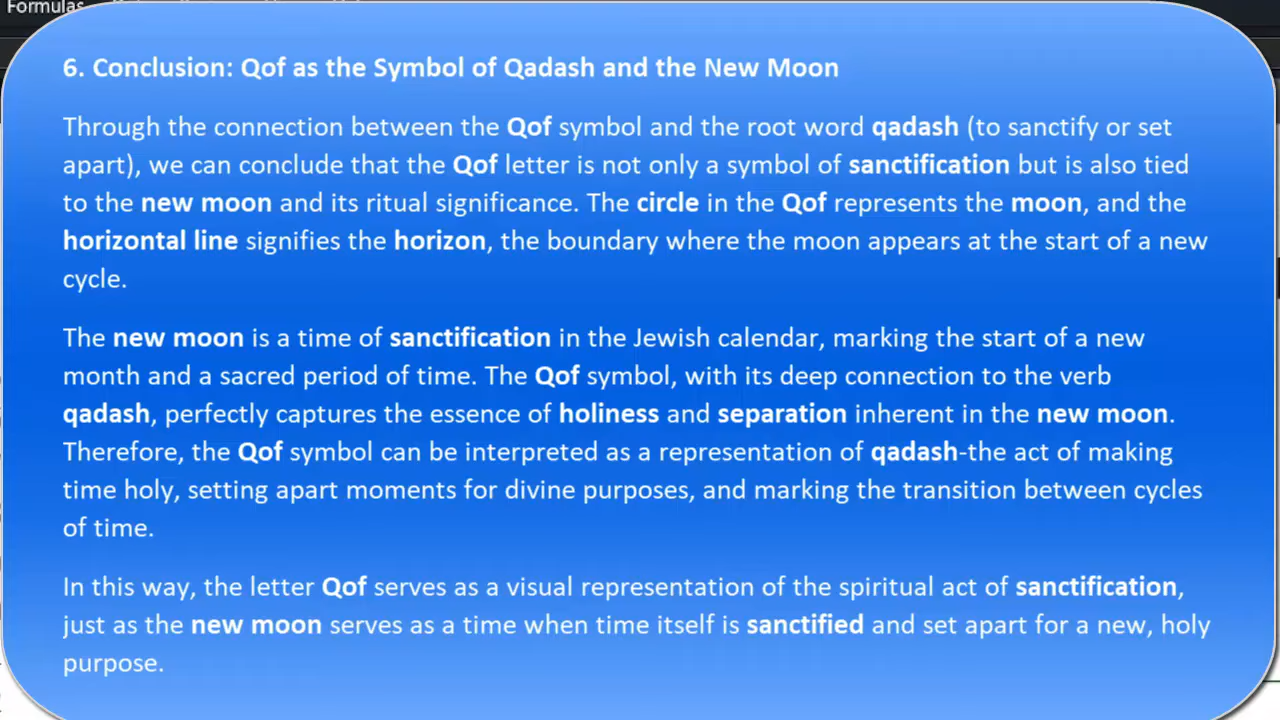 Formulas
6. Conclusion: Qof as the Symbol of Qadash and the New Moon
Through the connection between the Qof symbol and the root word qadash (to sanctify or set
apart), we can conclude that the Qof letter is not only a symbol of sanctification but is also tied
to the new moon and its ritual significance. The circle in the Qof represents the moon, and the
horizontal line signifies the horizon, the boundary where the moon appears at the start of a new
cycle.
The new moon is a time of sanctification in the Jewish calendar, marking the start of a new
month and a sacred period of time. The Qof symbol, with its deep connection to the verb
qadash, perfectly captures the essence of holiness and separation inherent in the new moon.
Therefore, the Qof symbol can be interpreted as a representation of qadash-the act of making
time holy, setting apart moments for divine purposes, and marking the transition between cycles
of time.
In this way, the letter Qof serves as a visual representation of the spiritual act of sanctification,
just as the new moon serves as a time when time itself is sanctified and set apart for a new, holy
purpose.